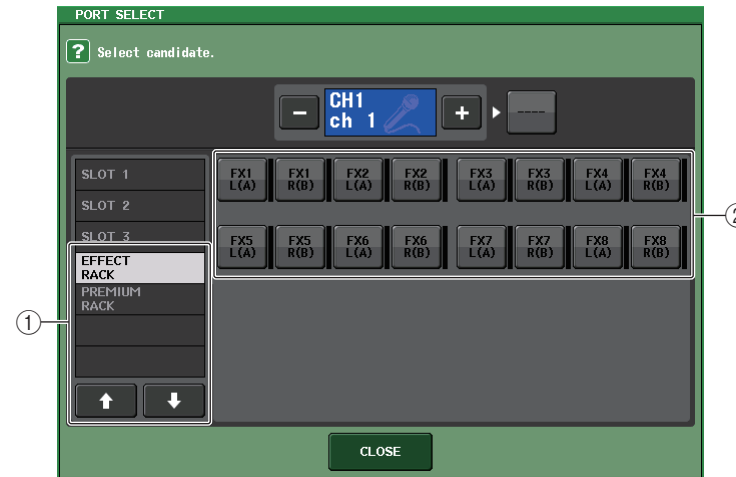 PORT SELECT
? Select candidate.
− CH1 + ----
ch 1
SLOT 1
SLOT 2
SLOT 3
EFFECT
RACK
PREMIUM
RACK
FX1 FX1 FX2 FX2 FX3 FX3 FX4 FX4
L(A) R(B) L(A) R(B) L(A) R(B) L(A) R(B)
FX5 FX5 FX6 FX6 FX7 FX7 FX8 FX8
L(A) R(B) L(A) R(B) L(A) R(B) L(A) R(B)
①
②
CLOSE